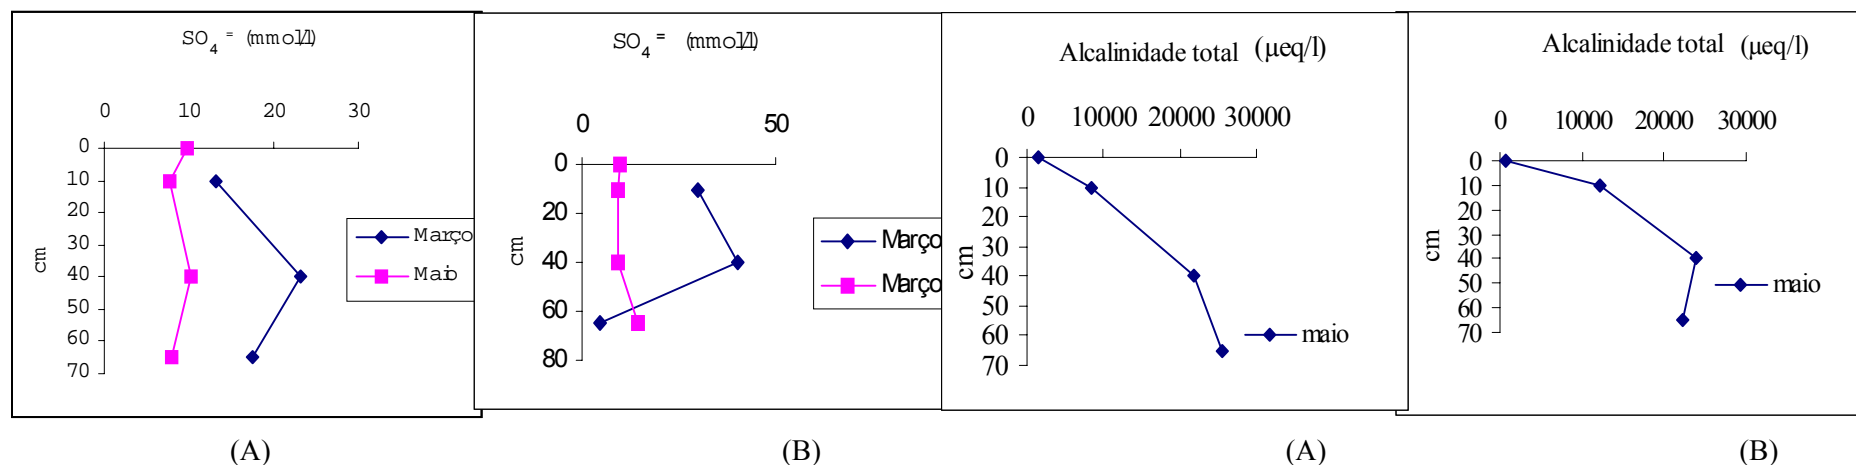 SO4 = (mmol/l)
0 10 20 30
0
10
20
30
40
50
60
70
cm
Março
Maio
(A)
SO4 = (mmol/l)
0 50
0
20
40
60
80
cm
Março
Março
(B)
Alcalinidade total (µeq/l)
0 10000 20000 30000
0
10
20
30
40
50
60
70
cm
maio
(A)
Alcalinidade total (µeq/l)
0 10000 20000 30000
0
10
20
30
40
50
60
70
cm
maio
(B)